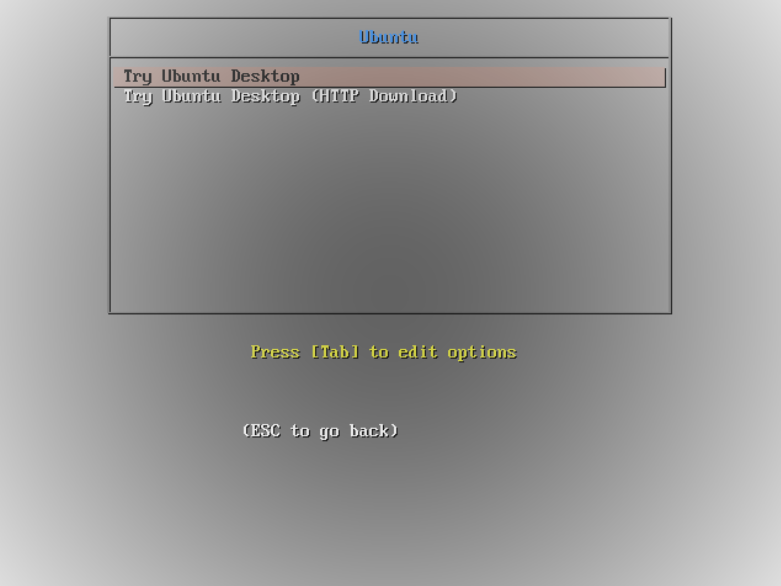 Ubuntu
Try Ubuntu Desktop
Try Ubuntu Desktop (HTTP Download)
Press [Tab] to edit options
(ESC to go back)